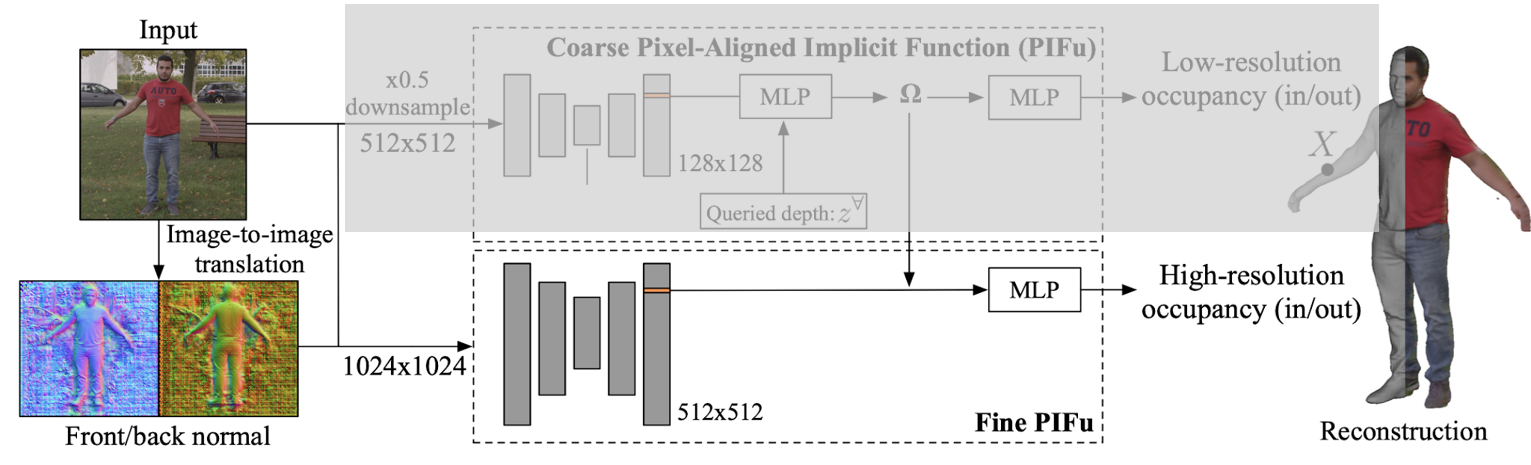 Input
Coarse Pixel-Aligned Implicit Function (PIFu)
x0.5
downsample
512x512
MLP
Ω
MLP
Low-resolution
occupancy (in/out)
128x128
Queried depth: z∀
AUTO
TO
X
Image-to-image
translation
1024x1024
512x512
MLP
High-resolution
occupancy (in/out)
Fine PIFu
Front/back normal
Reconstruction